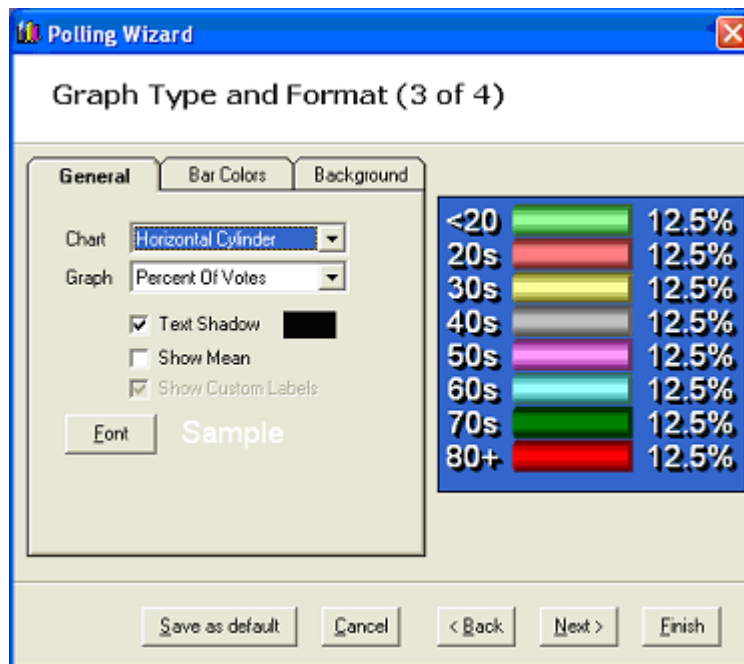 Polling Wizard
Graph Type and Format (3 of 4)
General Bar Colors Background
Chart Horizontal Cylinder
Graph Percent Of Votes
Text Shadow
Show Mean
Show Custom Labels
Font Sample
<20 12.5%
20s 12.5%
30s 12.5%
40s 12.5%
50s 12.5%
60s 12.5%
70s 12.5%
80+ 12.5%
Save as default Cancel < Back Next > Finish